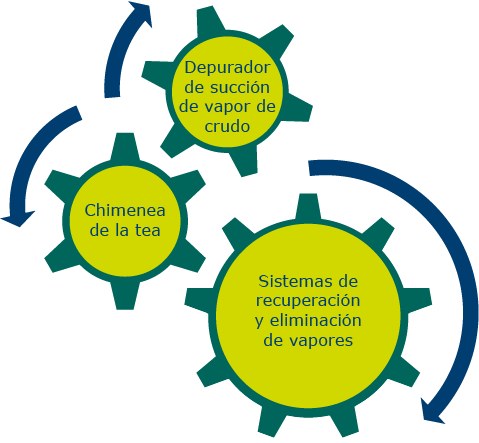 Depurador
de succión
de vapor de
crudo
Chimenea
de la tea
Sistemas de
recuperación
y eliminación
de vapores